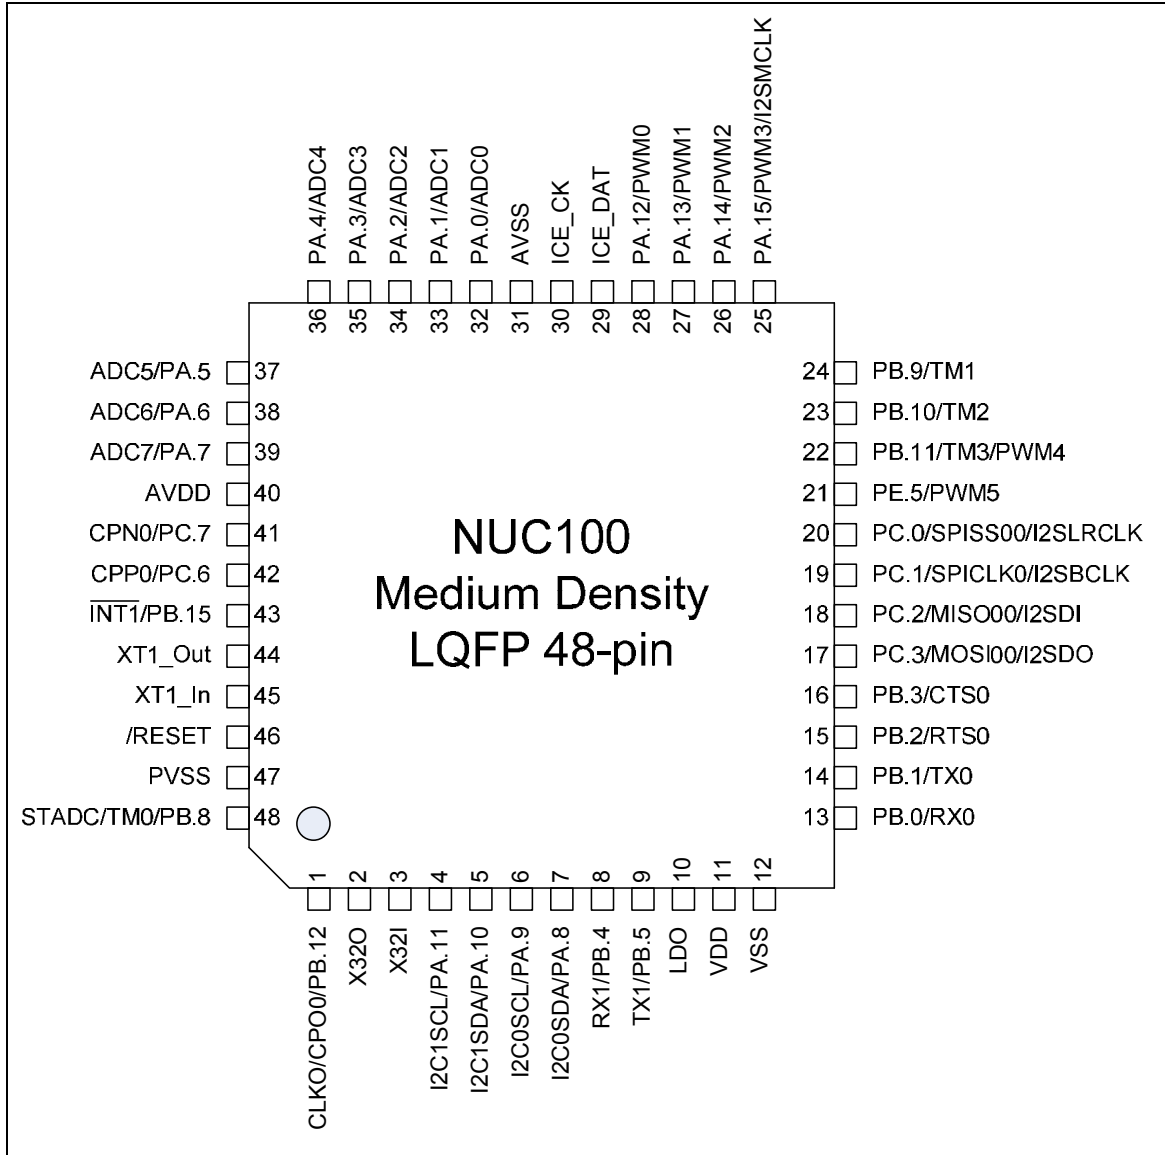 PA.4/ADC4
PA.3/ADC3
PA.2/ADC2
PA.1/ADC1
PA.0/ADC0
AVSS
ICE_CK
ICE_DAT
PA.12/PWM0
PA.13/PWM1
PA.14/PWM2
PA.15/PWM3/I2SMCLK
36
35
34
33
32
31
30
29
28
27
26
25
ADC5/PA.5 37
ADC6/PA.6 38
ADC7/PA.7 39
AVDD 40
CPN0/PC.7 41
CPP0/PC.6 42
INT1/PB.15 43
XT1_Out 44
XT1_In 45
/RESET 46
PVSS 47
STADC/TM0/PB.8 48
NUC100
Medium Density
LQFP 48-pin
24 PB.9/TM1
23 PB.10/TM2
22 PB.11/TM3/PWM4
21 PE.5/PWM5
20 PC.0/SPISS00/I2SLRCLK
19 PC.1/SPICLK0/I2SBCLK
18 PC.2/MISO00/I2SDI
17 PC.3/MOSI00/I2SDO
16 PB.3/CTS0
15 PB.2/RTS0
14 PB.1/TX0
13 PB.0/RX0
1
2
3
4
5
6
7
8
9
10
11
12
CLKO/CPO0/PB.12
X32O
X32I
I2C1SCL/PA.11
I2C1SDA/PA.10
I2C0SCL/PA.9
I2C0SDA/PA.8
RX1/PB.4
TX1/PB.5
LDO
VDD
VSS